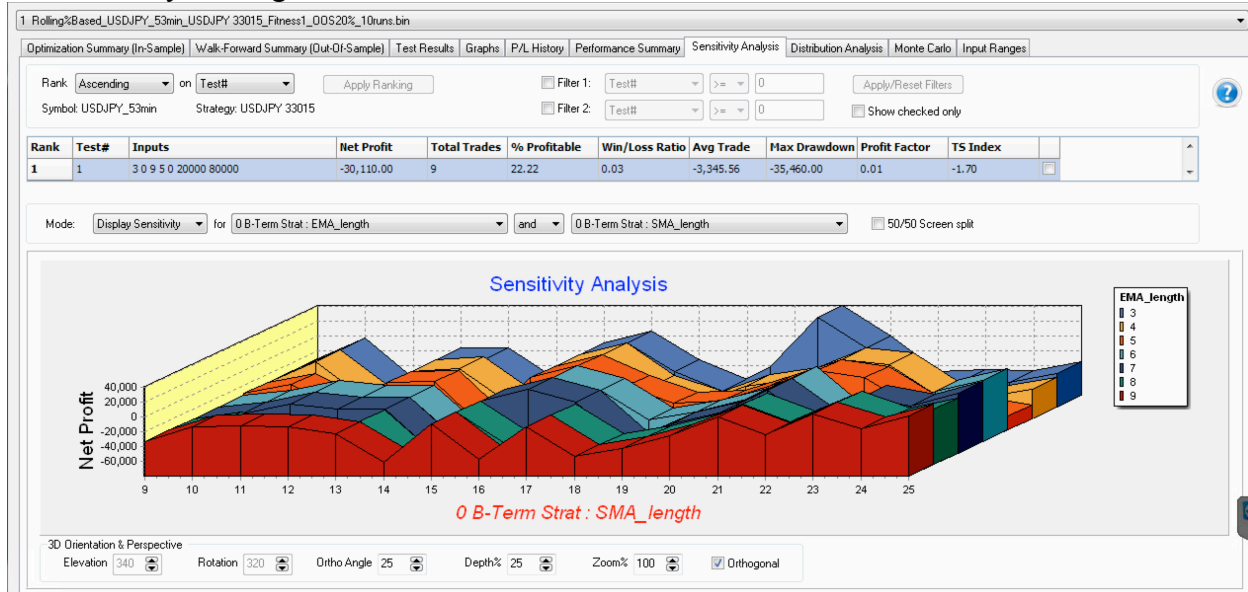 1 Rolling%Based_USDJPY_53min_USDJPY 33015_Fitness1_OOS20%_10runs.bin
Optimization Summary (In-Sample) Walk-Forward Summary (Out-Of-Sample) Test Results Graphs P/L History Performance Summary Sensitivity Analysis Distribution Analysis Monte Carlo Input Ranges
Rank Ascending on Test# Apply Ranking Filter 1: Test# >= 0 Apply/Reset Filters
Symbol: USDJPY_53min Strategy: USDJPY 33015 Filter 2: Test# >= 0 Show checked only
Rank Test# Inputs Net Profit Total Trades % Profitable Win/Loss Ratio Avg Trade Max Drawdown Profit Factor TS Index
1 1 3 0 9 5 0 20000 80000 -30,110.00 9 22.22 0.03 -3,345.56 -35,460.00 0.01 -1.70
Mode: Display Sensitivity for 0 B-Term Strat : EMA_length and 0 B-Term Strat : SMA_length 50/50 Screen split
Sensitivity Analysis
EMA_length
3
4
5
6
7
8
9
Net Profit
40,000
20,000
0
-20,000
-40,000
-60,000
9 10 11 12 13 14 15 16 17 18 19 20 21 22 23 24 25
0 B-Term Strat : SMA_length
3D Orientation & Perspective
Elevation 340 Rotation 320 Ortho Angle 25 Depth% 25 Zoom% 100 Orthogonal